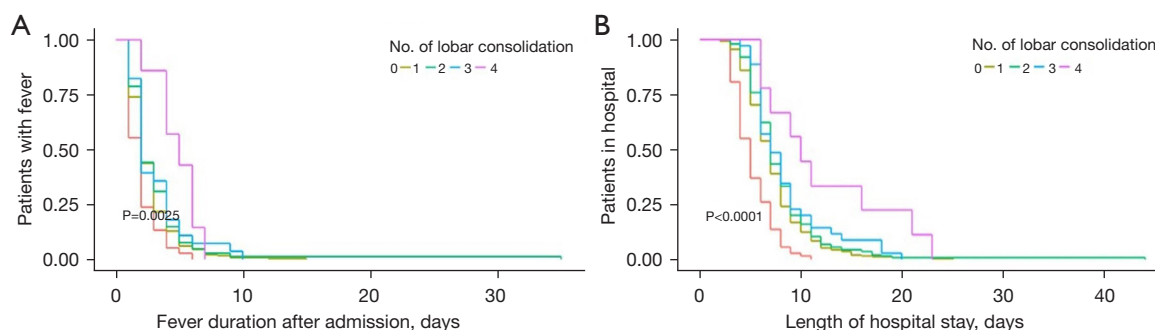 A
1.00
0.75
0.50
0.25
0.00
Patients with fever
No. of lobar consolidation
0 1 2 3 4
P=0.0025
0 10 20 30
Fever duration after admission, days
B
1.00
0.75
0.50
0.25
0.00
Patients in hospital
No. of lobar consolidation
0 1 2 3 4
P<0.0001
0 10 20 30 40
Length of hospital stay, days